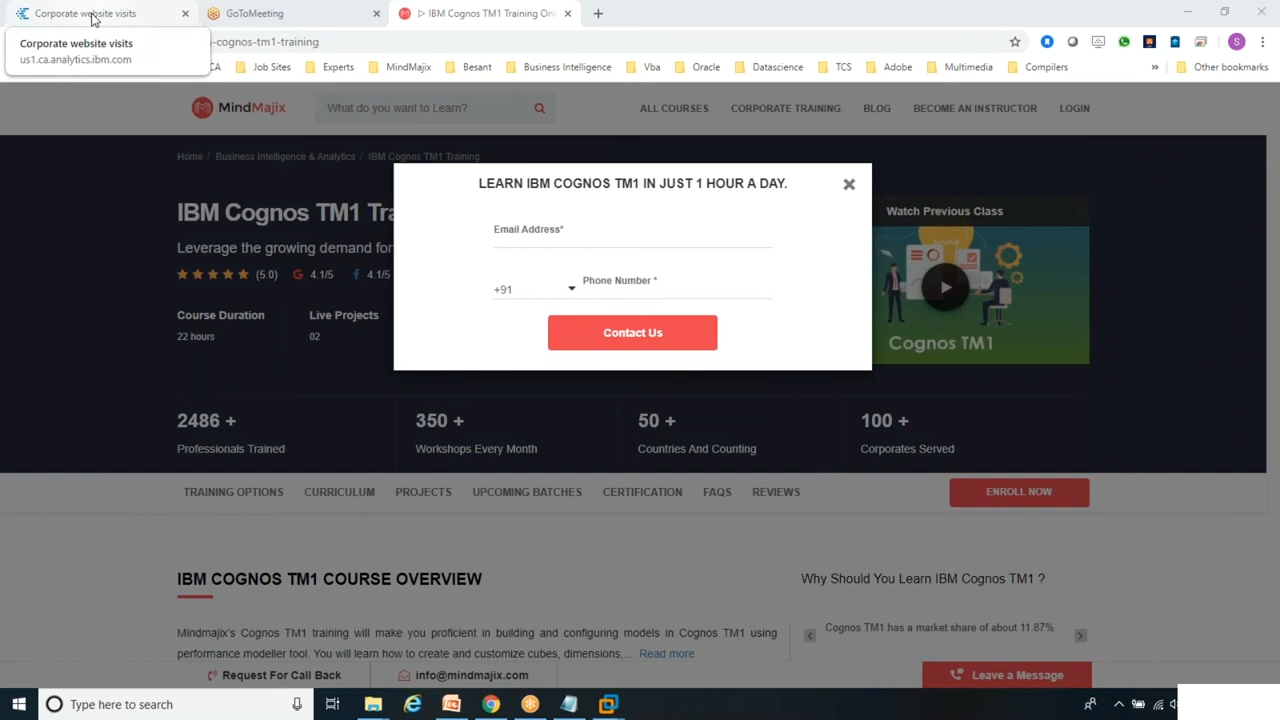 Corporate website visits
GoToMeeting
▷ IBM Cognos TM1 Training Onl
Corporate website visits
us1.ca.analytics.ibm.com
-cognos-tm1-training
S
CA
Job Sites
Experts
MindMajix
Besant
Business Intelligence
Vba
Oracle
Datascience
TCS
Adobe
Multimedia
Compilers
»
Other bookmarks
MindMajix
What do you want to Learn?
ALL COURSES
CORPORATE TRAINING
BLOG
BECOME AN INSTRUCTOR
LOGIN
Home / Business Intelligence & Analytics / IBM Cognos TM1 Training
LEARN IBM COGNOS TM1 IN JUST 1 HOUR A DAY.
IBM Cognos TM1 Tra
Watch Previous Class
Email Address*
Leverage the growing demand for
(5.0)
G 4.1/5
f 4.1/5
+91
Phone Number *
Course Duration
Live Projects
22 hours
02
Contact Us
Cognos TM1
2486 +
350 +
50 +
100 +
Professionals Trained
Workshops Every Month
Countries And Counting
Corporates Served
TRAINING OPTIONS
CURRICULUM
PROJECTS
UPCOMING BATCHES
CERTIFICATION
FAQS
REVIEWS
ENROLL NOW
IBM COGNOS TM1 COURSE OVERVIEW
Why Should You Learn IBM Cognos TM1 ?
Mindmajix's Cognos TM1 training will make you proficient in building and configuring models in Cognos TM1 using
performance modeller tool. You will learn how to create and customize cubes, dimensions,... Read more
Cognos TM1 has a market share of about 11.87%
Request For Call Back
info@mindmajix.com
Leave a Message
Type here to search